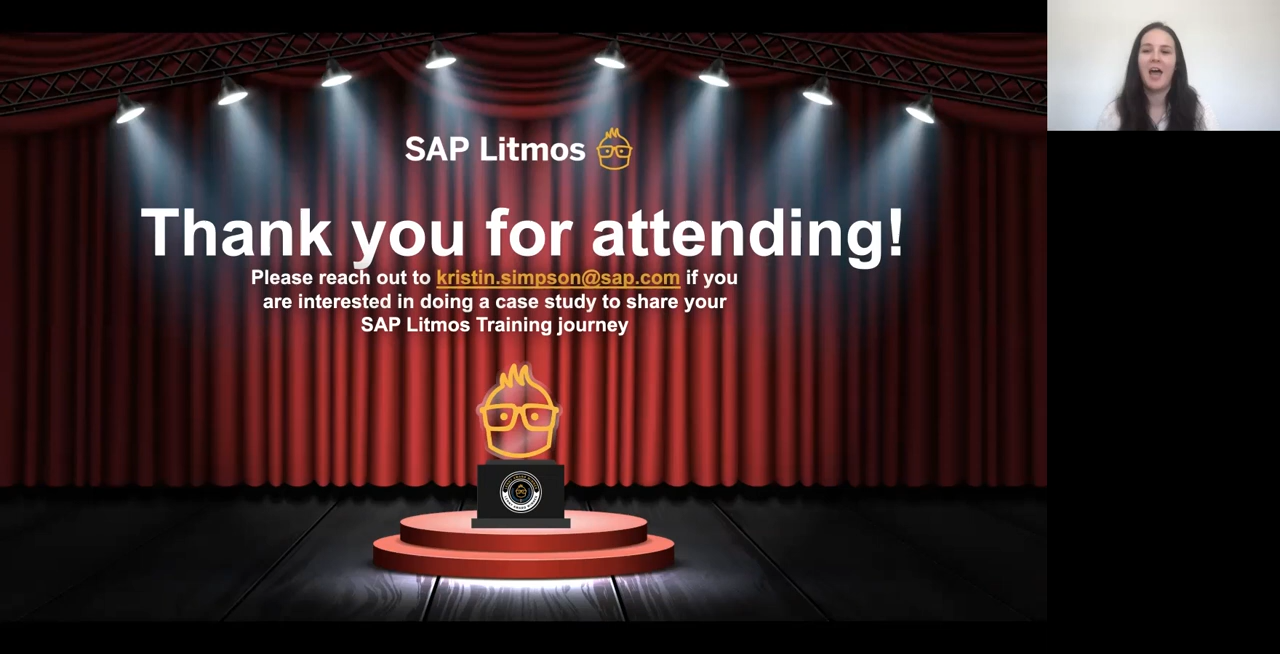 SAP Litmos
Thank you for attending!
Please reach out to kristin.simpson@sap.com if you
are interested in doing a case study to share your
SAP Litmos Training journey